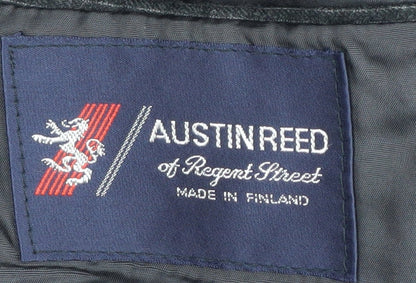 AUSTIN REED
of Regent Street
MADE IN FINLAND